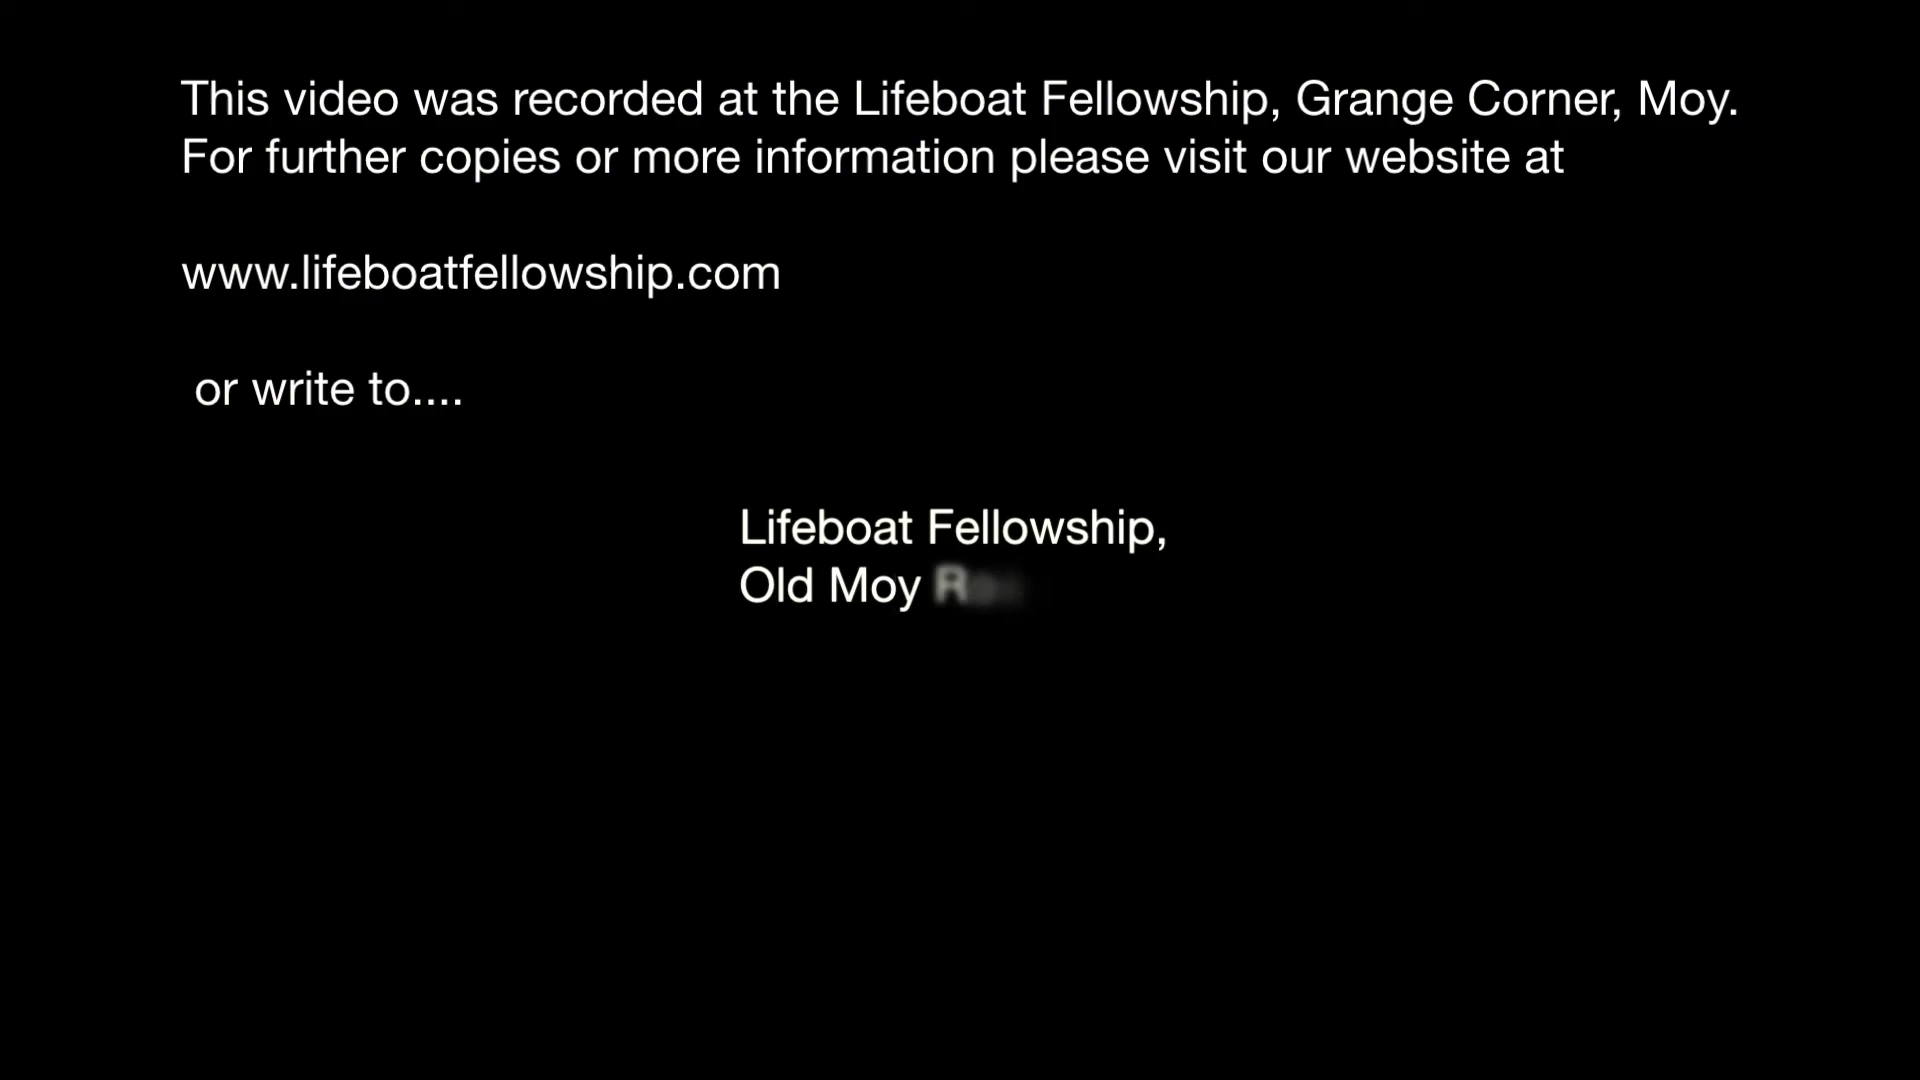 This video was recorded at the Lifeboat Fellowship, Grange Corner, Moy.
For further copies or more information please visit our website at
www.lifeboatfellowship.com
or write to....
Lifeboat Fellowship,
Old Moy